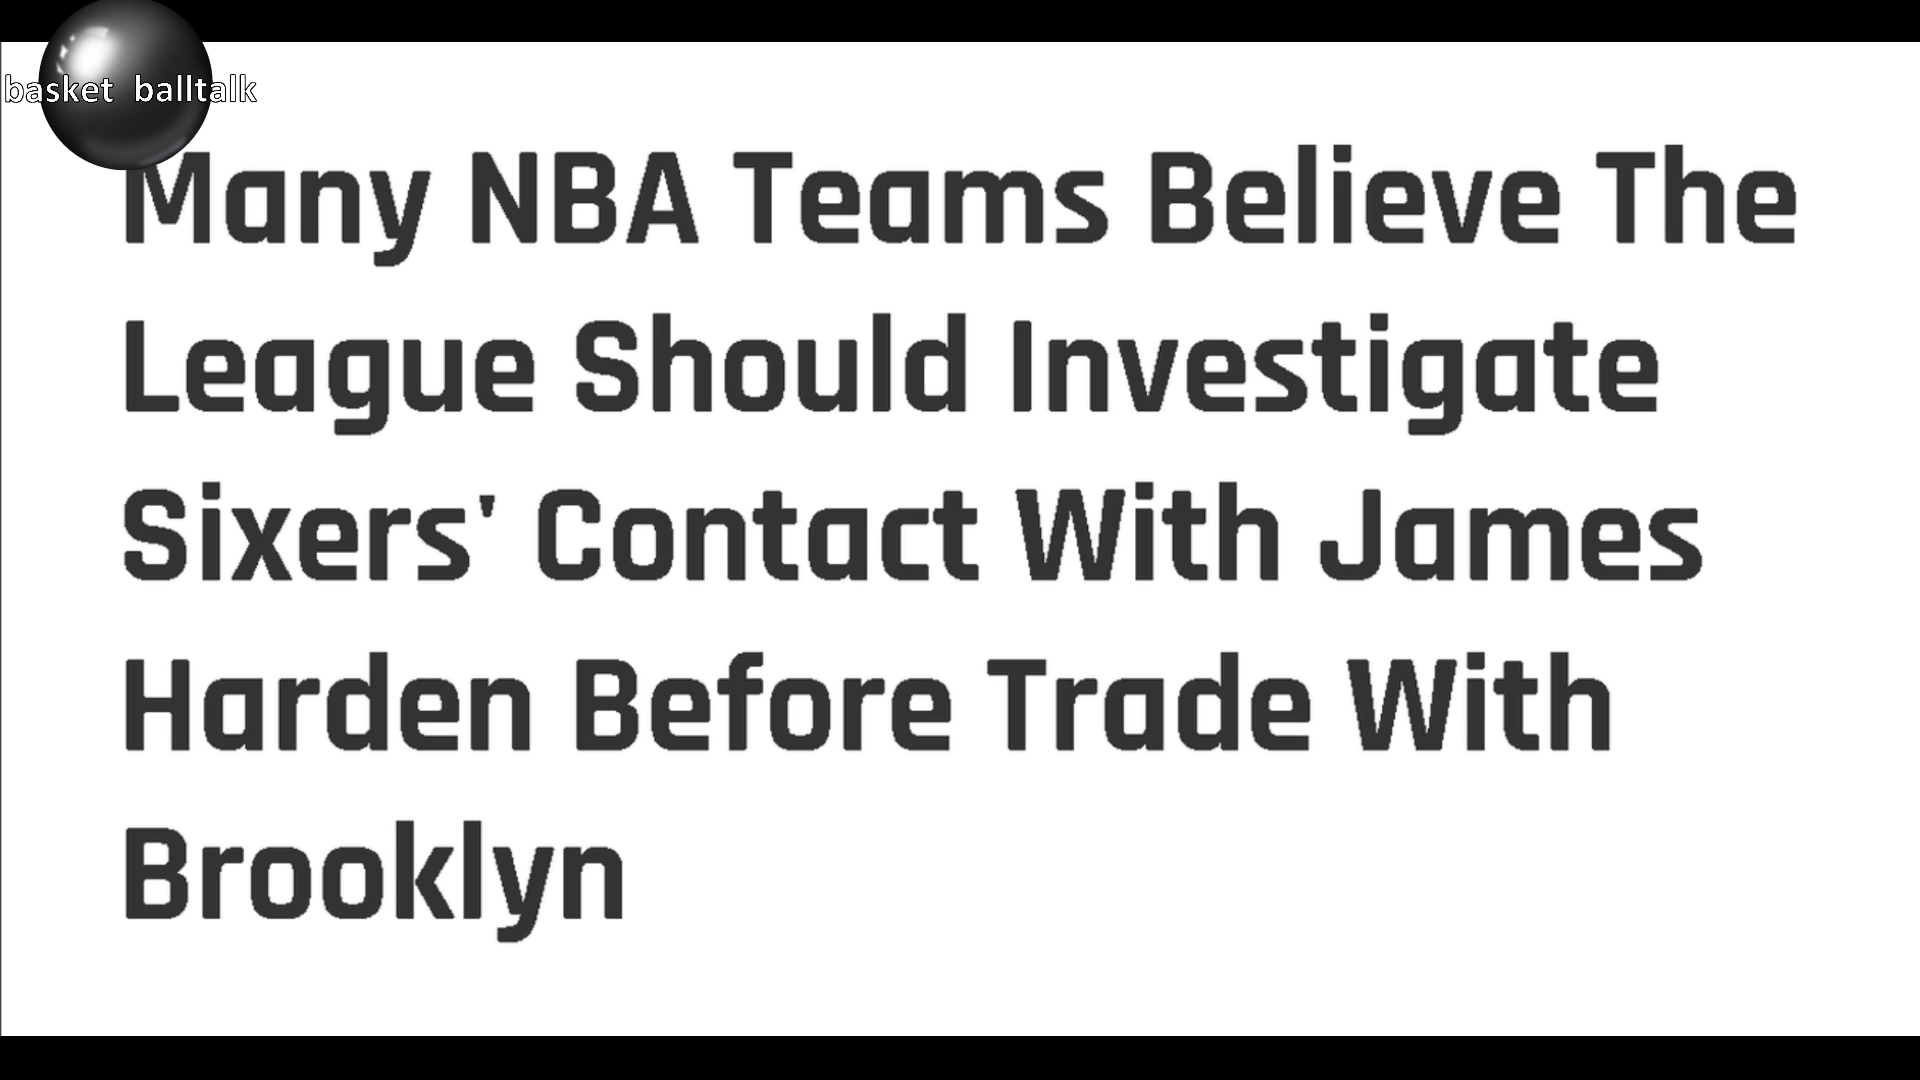 basket balltalk
Many NBA Teams Believe The
League Should Investigate
Sixers' Contact With James
Harden Before Trade With
Brooklyn